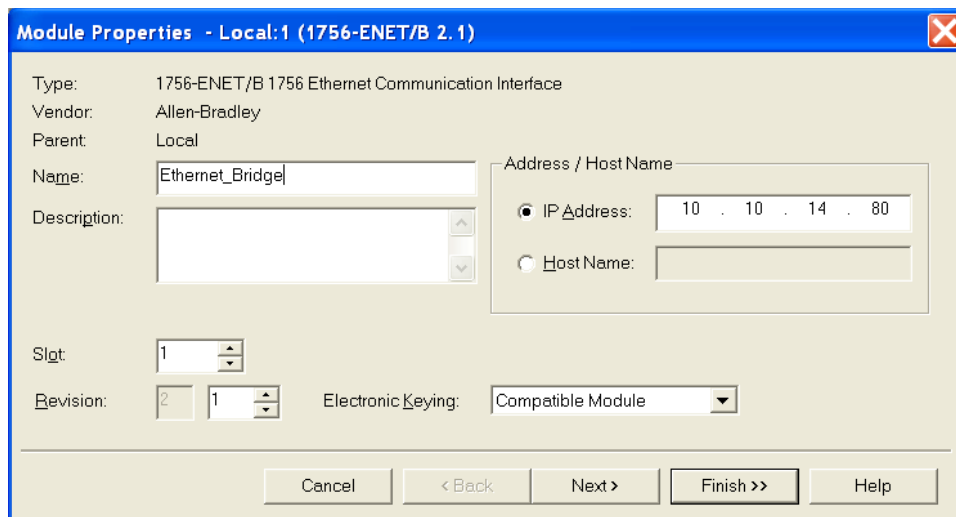 Module Properties - Local:1 (1756-ENET/B 2.1)
Type: 1756-ENET/B 1756 Ethernet Communication Interface
Vendor: Allen-Bradley
Parent: Local
Name: Ethernet_Bridge
Address / Host Name
Description:
IP Address: 10 . 10 . 14 . 80
Host Name:
Slot: 1
Revision: 2 1 Electronic Keying: Compatible Module
Cancel < Back Next > Finish >> Help